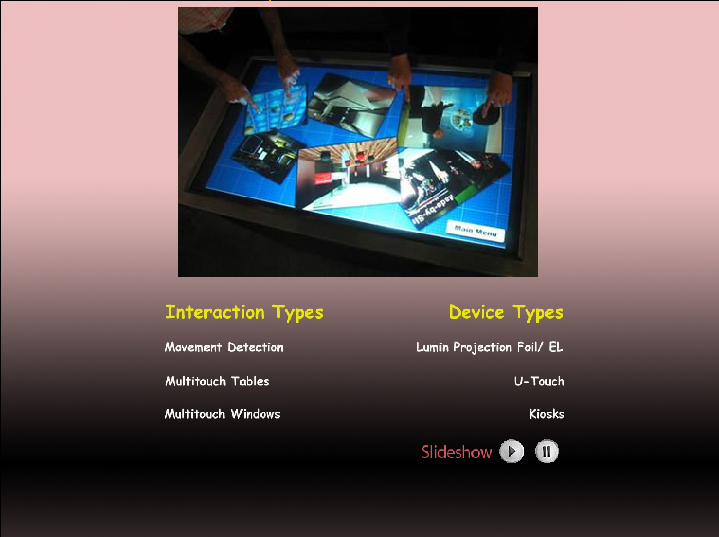 Main Menu
Interaction Types
Device Types
Movement Detection
Lumin Projection Foil/ EL
Multitouch Tables
U-Touch
Multitouch Windows
Kiosks
Slideshow